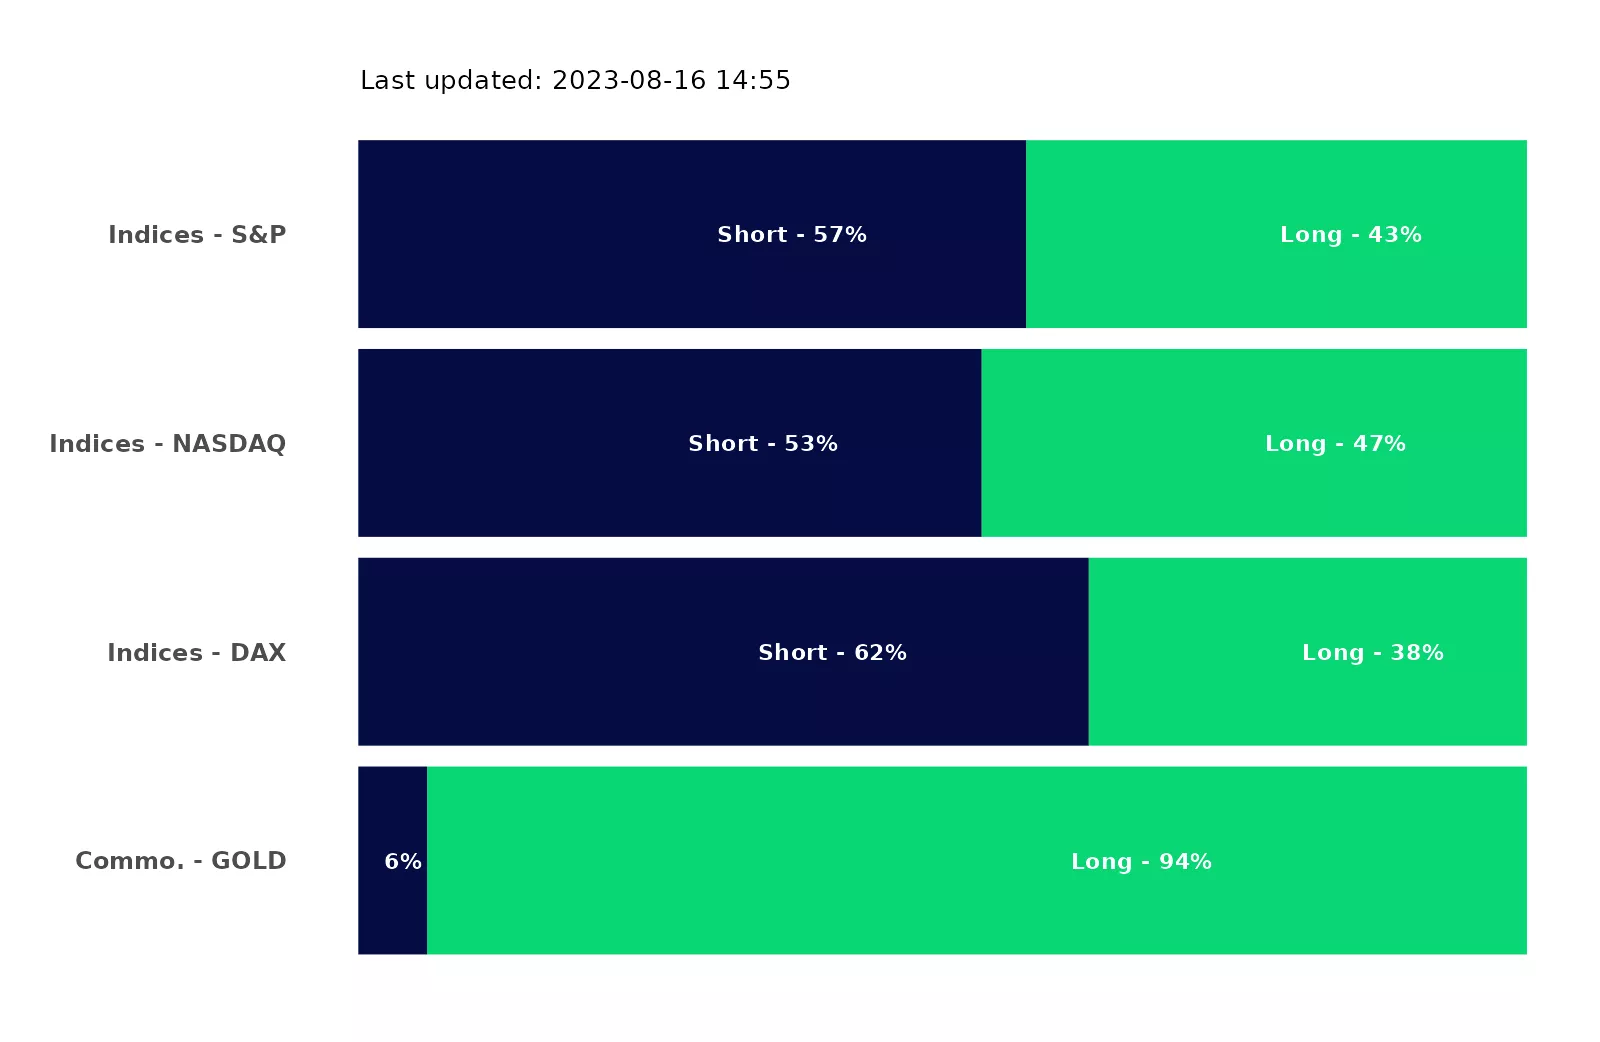 Last updated: 2023-08-16 14:55
Indices - S&P Short - 57% Long - 43%
Indices - NASDAQ Short - 53% Long - 47%
Indices - DAX Short - 62% Long - 38%
Commo. - GOLD 6% Long - 94%